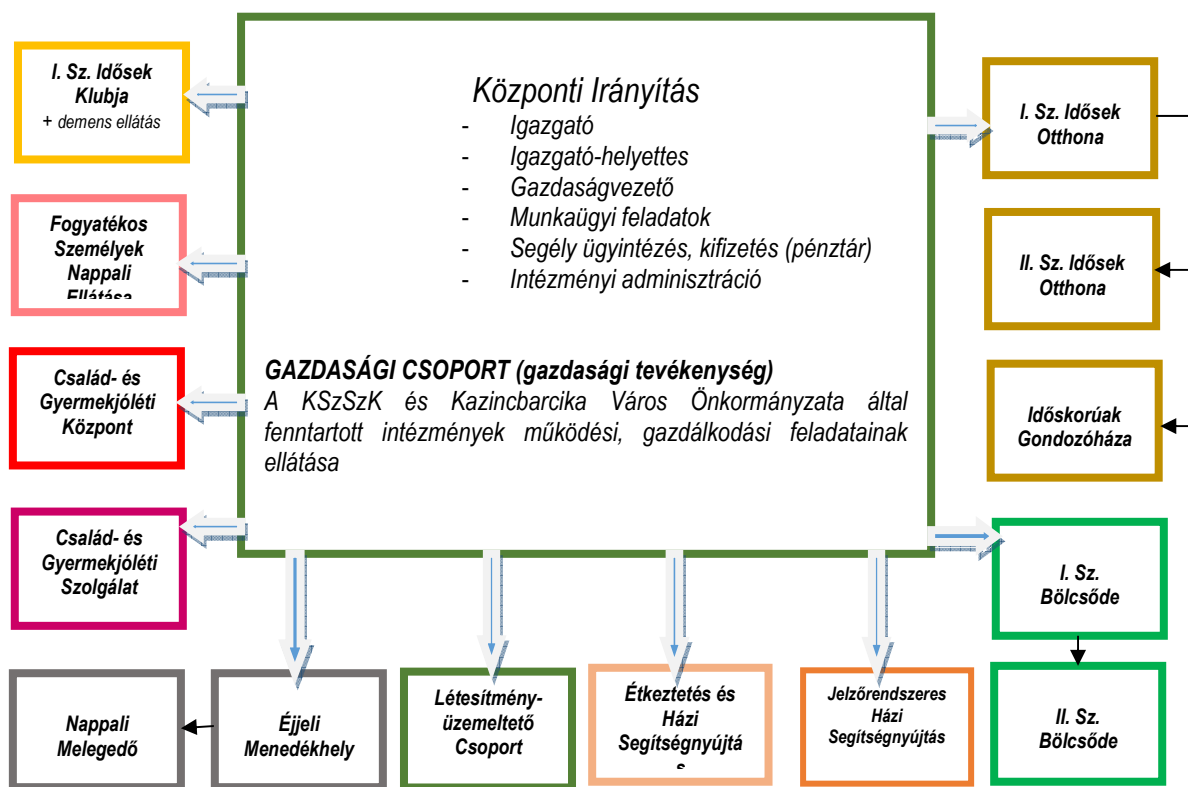 I. Sz. Idősek
Klubja
+ demens ellátás
Fogyatékos
Személyek
Nappali
Ellátása
Család- és
Gyermekjóléti
Központ
Család- és
Gyermekjóléti
Szolgálat
Központi Irányítás
- Igazgató
- Igazgató-helyettes
- Gazdaságvezető
- Munkaügyi feladatok
- Segély ügyintézés, kifizetés (pénztár)
- Intézményi adminisztráció
GAZDASÁGI CSOPORT (gazdasági tevékenység)
A KSzSzK és Kazincbarcika Város Önkormányzata által
fenntartott intézmények működési, gazdálkodási feladatainak
ellátása
I. Sz. Idősek
Otthona
II. Sz. Idősek
Otthona
Időskorúak
Gondozóháza
I. Sz.
Bölcsőde
II. Sz.
Bölcsőde
Nappali
Melegedő
Éjjeli
Menedékhely
Létesítmény-
üzemeltető
Csoport
Étkeztetés és
Házi
Segítségnyújtá
s
Jelzőrendszeres
Házi
Segítségnyújtás